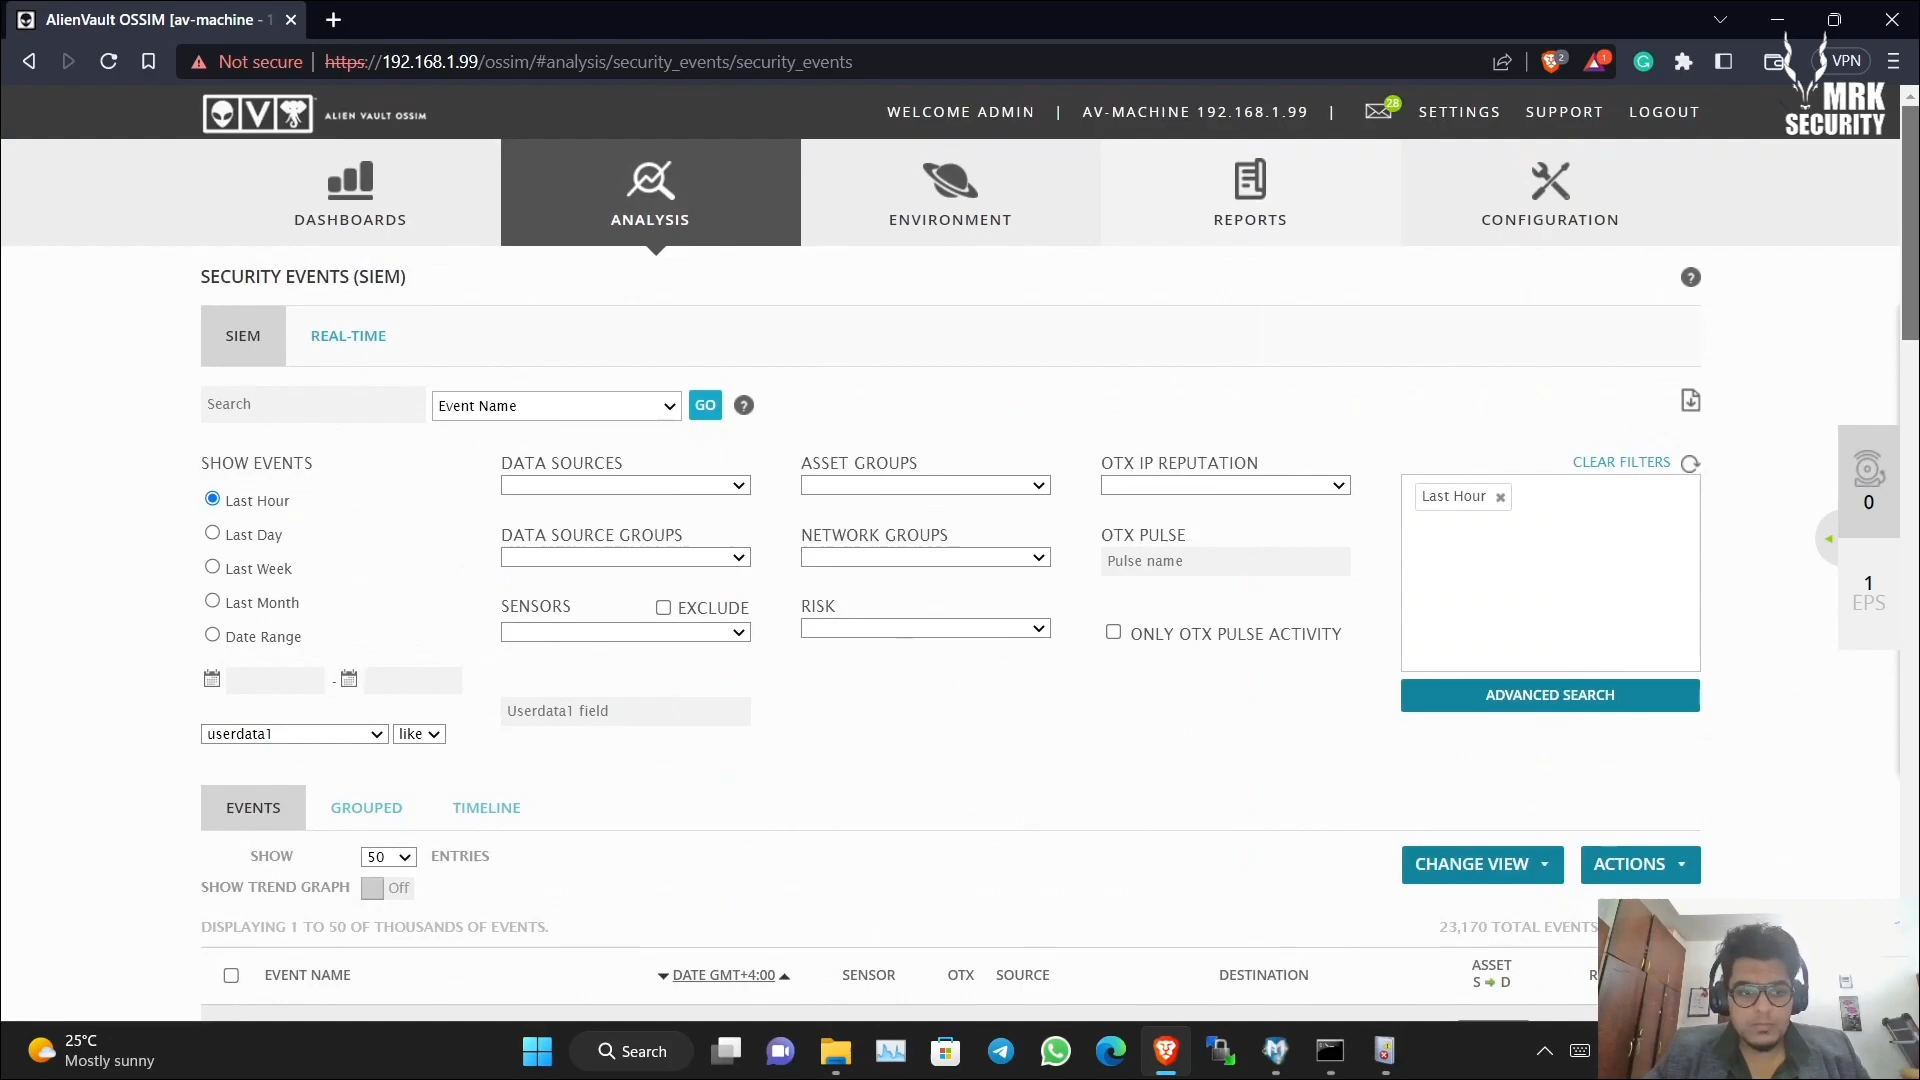 AlienVault OSSIM [av-machine - 1
Not secure
https://192.168.1.99/ossim/#analysis/security_events/security_events
2
1
VPN
MRK
SECURITY
ALIEN VAULT OSSIM
WELCOME ADMIN | AV-MACHINE 192.168.1.99 | 28 SETTINGS SUPPORT LOGOUT
DASHBOARDS
ANALYSIS
ENVIRONMENT
REPORTS
CONFIGURATION
SECURITY EVENTS (SIEM)
?
SIEM
REAL-TIME
Search
Event Name
GO
?
SHOW EVENTS
Last Hour
Last Day
Last Week
Last Month
Date Range
-
userdata1
like
DATA SOURCES
DATA SOURCE GROUPS
SENSORS
EXCLUDE
Userdata1 field
ASSET GROUPS
NETWORK GROUPS
RISK
OTX IP REPUTATION
OTX PULSE
Pulse name
ONLY OTX PULSE ACTIVITY
CLEAR FILTERS
Last Hour
ADVANCED SEARCH
0
1
EPS
EVENTS
GROUPED
TIMELINE
SHOW 50 ENTRIES
SHOW TREND GRAPH Off
CHANGE VIEW
ACTIONS
DISPLAYING 1 TO 50 OF THOUSANDS OF EVENTS.
23,170 TOTAL EVENTS
EVENT NAME
DATE GMT+4:00
SENSOR
OTX
SOURCE
DESTINATION
ASSET
S D
R
25°C
Mostly sunny
Search